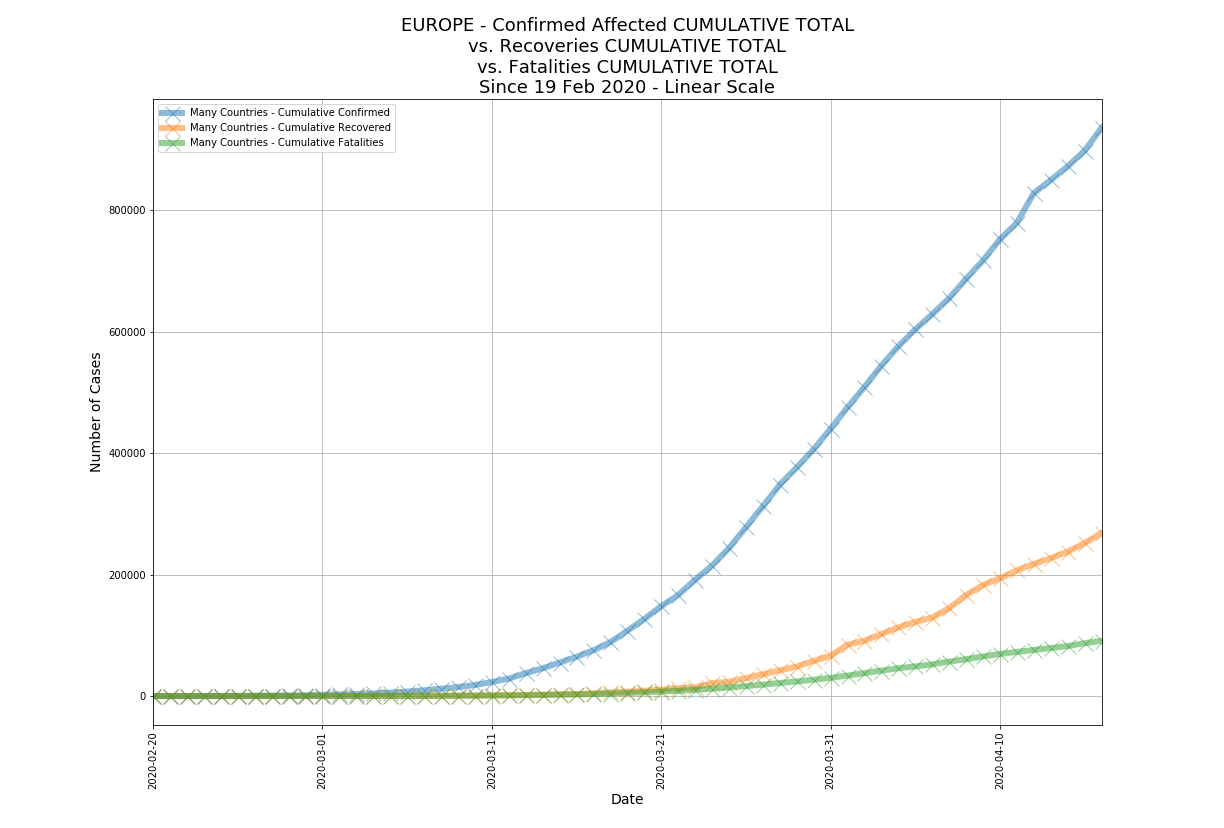 EUROPE - Confirmed Affected CUMULATIVE TOTAL
vs. Recoveries CUMULATIVE TOTAL
vs. Fatalities CUMULATIVE TOTAL
Since 19 Feb 2020 - Linear Scale
Many Countries - Cumulative Confirmed
Many Countries - Cumulative Recovered
Many Countries - Cumulative Fatalities
Number of Cases
800000
600000
400000
200000
0
2020-02-20
2020-03-01
2020-03-11
2020-03-21
2020-03-31
2020-04-10
Date